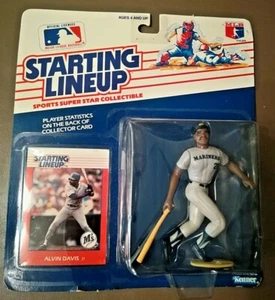 AGES 4 AND UP
MLB
STARTING
LINEUP
SPORTS SUPER STAR COLLECTIBLE
PLAYER STATISTICS
ON THE BACK OF
COLLECTOR CARD
STARTING
LINEUP
MARINERS
ALVIN DAVIS
Kenner